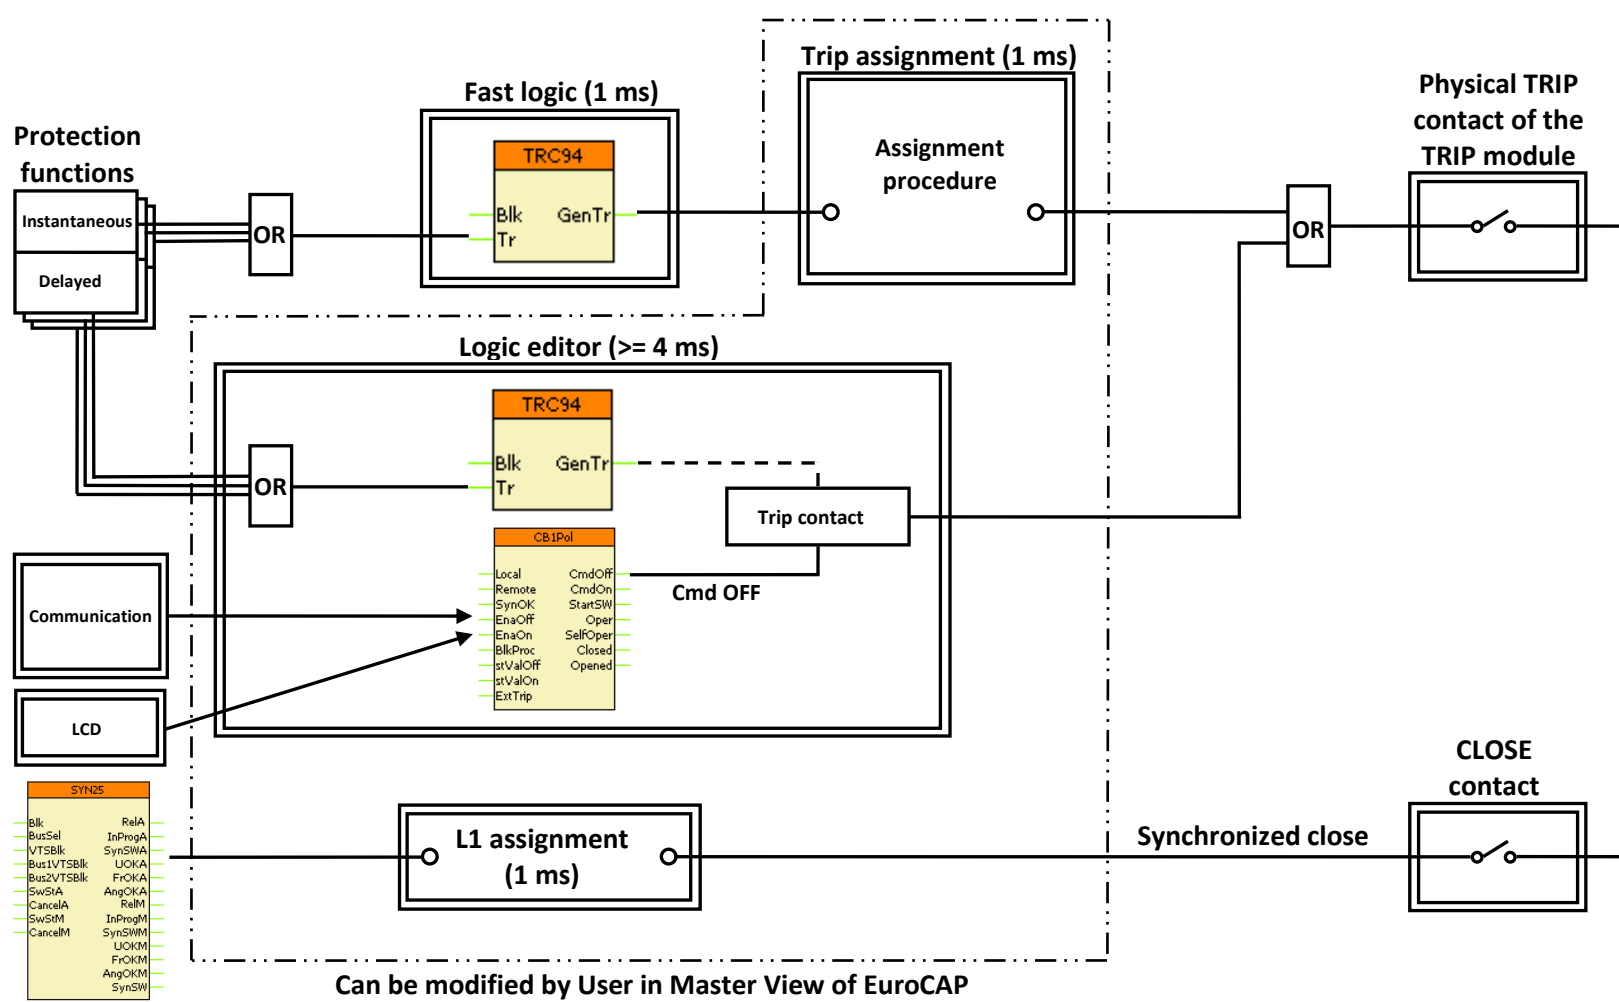 Trip assignment (1 ms)
Fast logic (1 ms)
Physical TRIP
contact of the
TRIP module
Protection
functions
Instantaneous
Delayed
OR
TRC94
Blk GenTr
Tr
Assignment
procedure
OR
Logic editor (>= 4 ms)
OR
TRC94
Blk GenTr
Tr
Trip contact
CB1Pol
Local CmdOff
Remote CmdOn
SynOK StartSW
EnaOff Oper
EnaOn SelfOper
BlkProc Closed
stValOff Opened
stValOn
ExtTrip
Cmd OFF
Communication
LCD
SYN25
Blk RelA
BusSel InProgA
VTSBlk SynSWA
Bus1VTSBlk UOKA
Bus2VTSBlk FrOKA
SwStA AngOKA
CancelA RelM
SwStM InProgM
CancelM SynSWM
UOKM
FrOKM
AngOKM
SynSW
L1 assignment
(1 ms)
Synchronized close
CLOSE
contact
Can be modified by User in Master View of EuroCAP